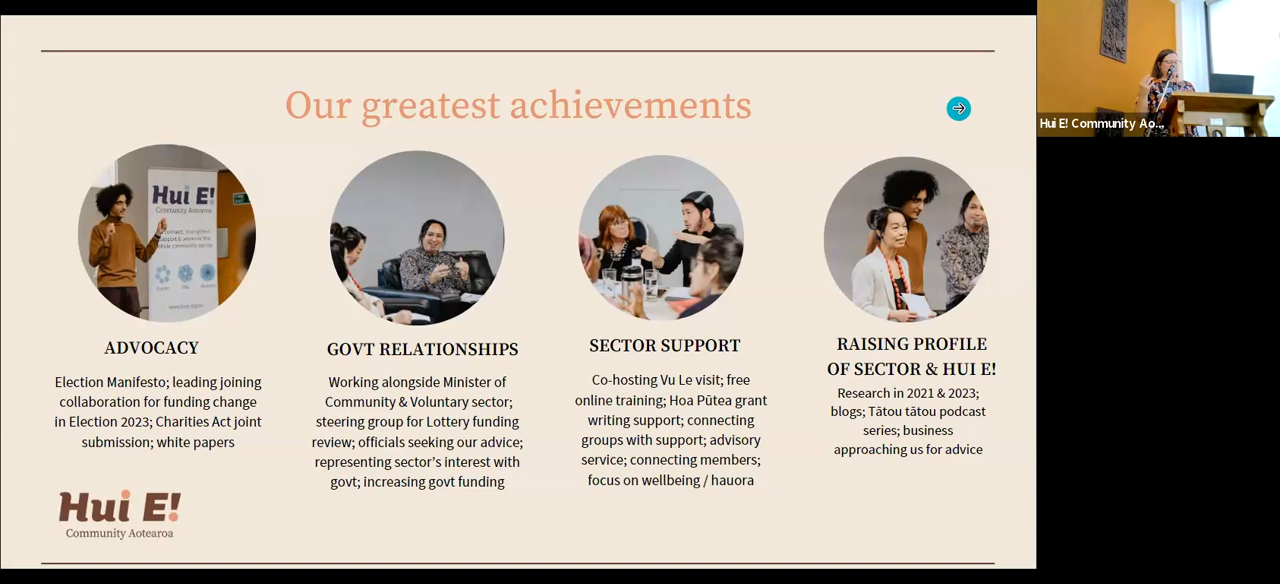 Our greatest achievements
Hui E!
Community Aotearoa
ADVOCACY
Election Manifesto; leading joining
collaboration for funding change
in Election 2023; Charities Act joint
submission; white papers
GOVT RELATIONSHIPS
Working alongside Minister of
Community & Voluntary sector;
steering group for Lottery funding
review; officials seeking our advice;
representing sector's interest with
govt; increasing govt funding
SECTOR SUPPORT
Co-hosting Vu Le visit; free
online training; Hoa Pūtea grant
writing support; connecting
groups with support; advisory
service; connecting members;
focus on wellbeing / hauora
RAISING PROFILE
OF SECTOR & HUI E!
Research in 2021 & 2023;
blogs; Tātou tātou podcast
series; business
approaching us for advice
Hui E!
Community Aotearoa
Hui E! Community Ao...